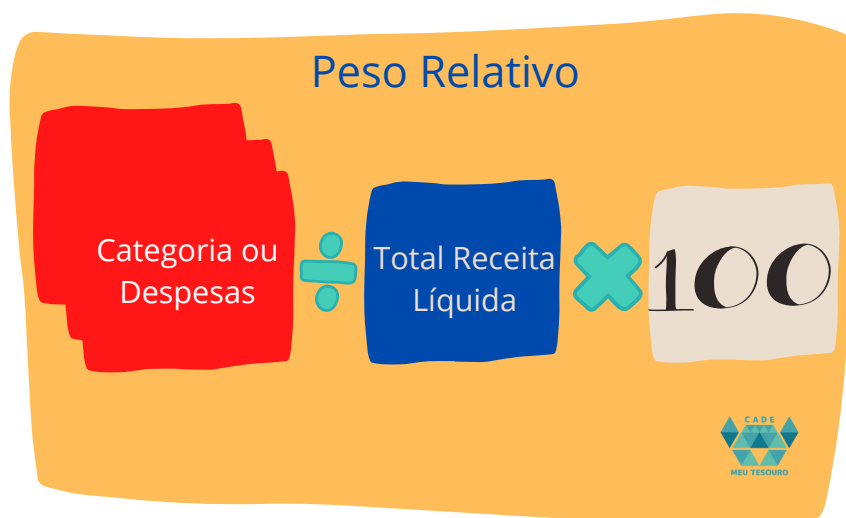 Peso Relativo
Categoria ou
Despesas
Total Receita
Líquida
100
CADE
MEU TESOURO